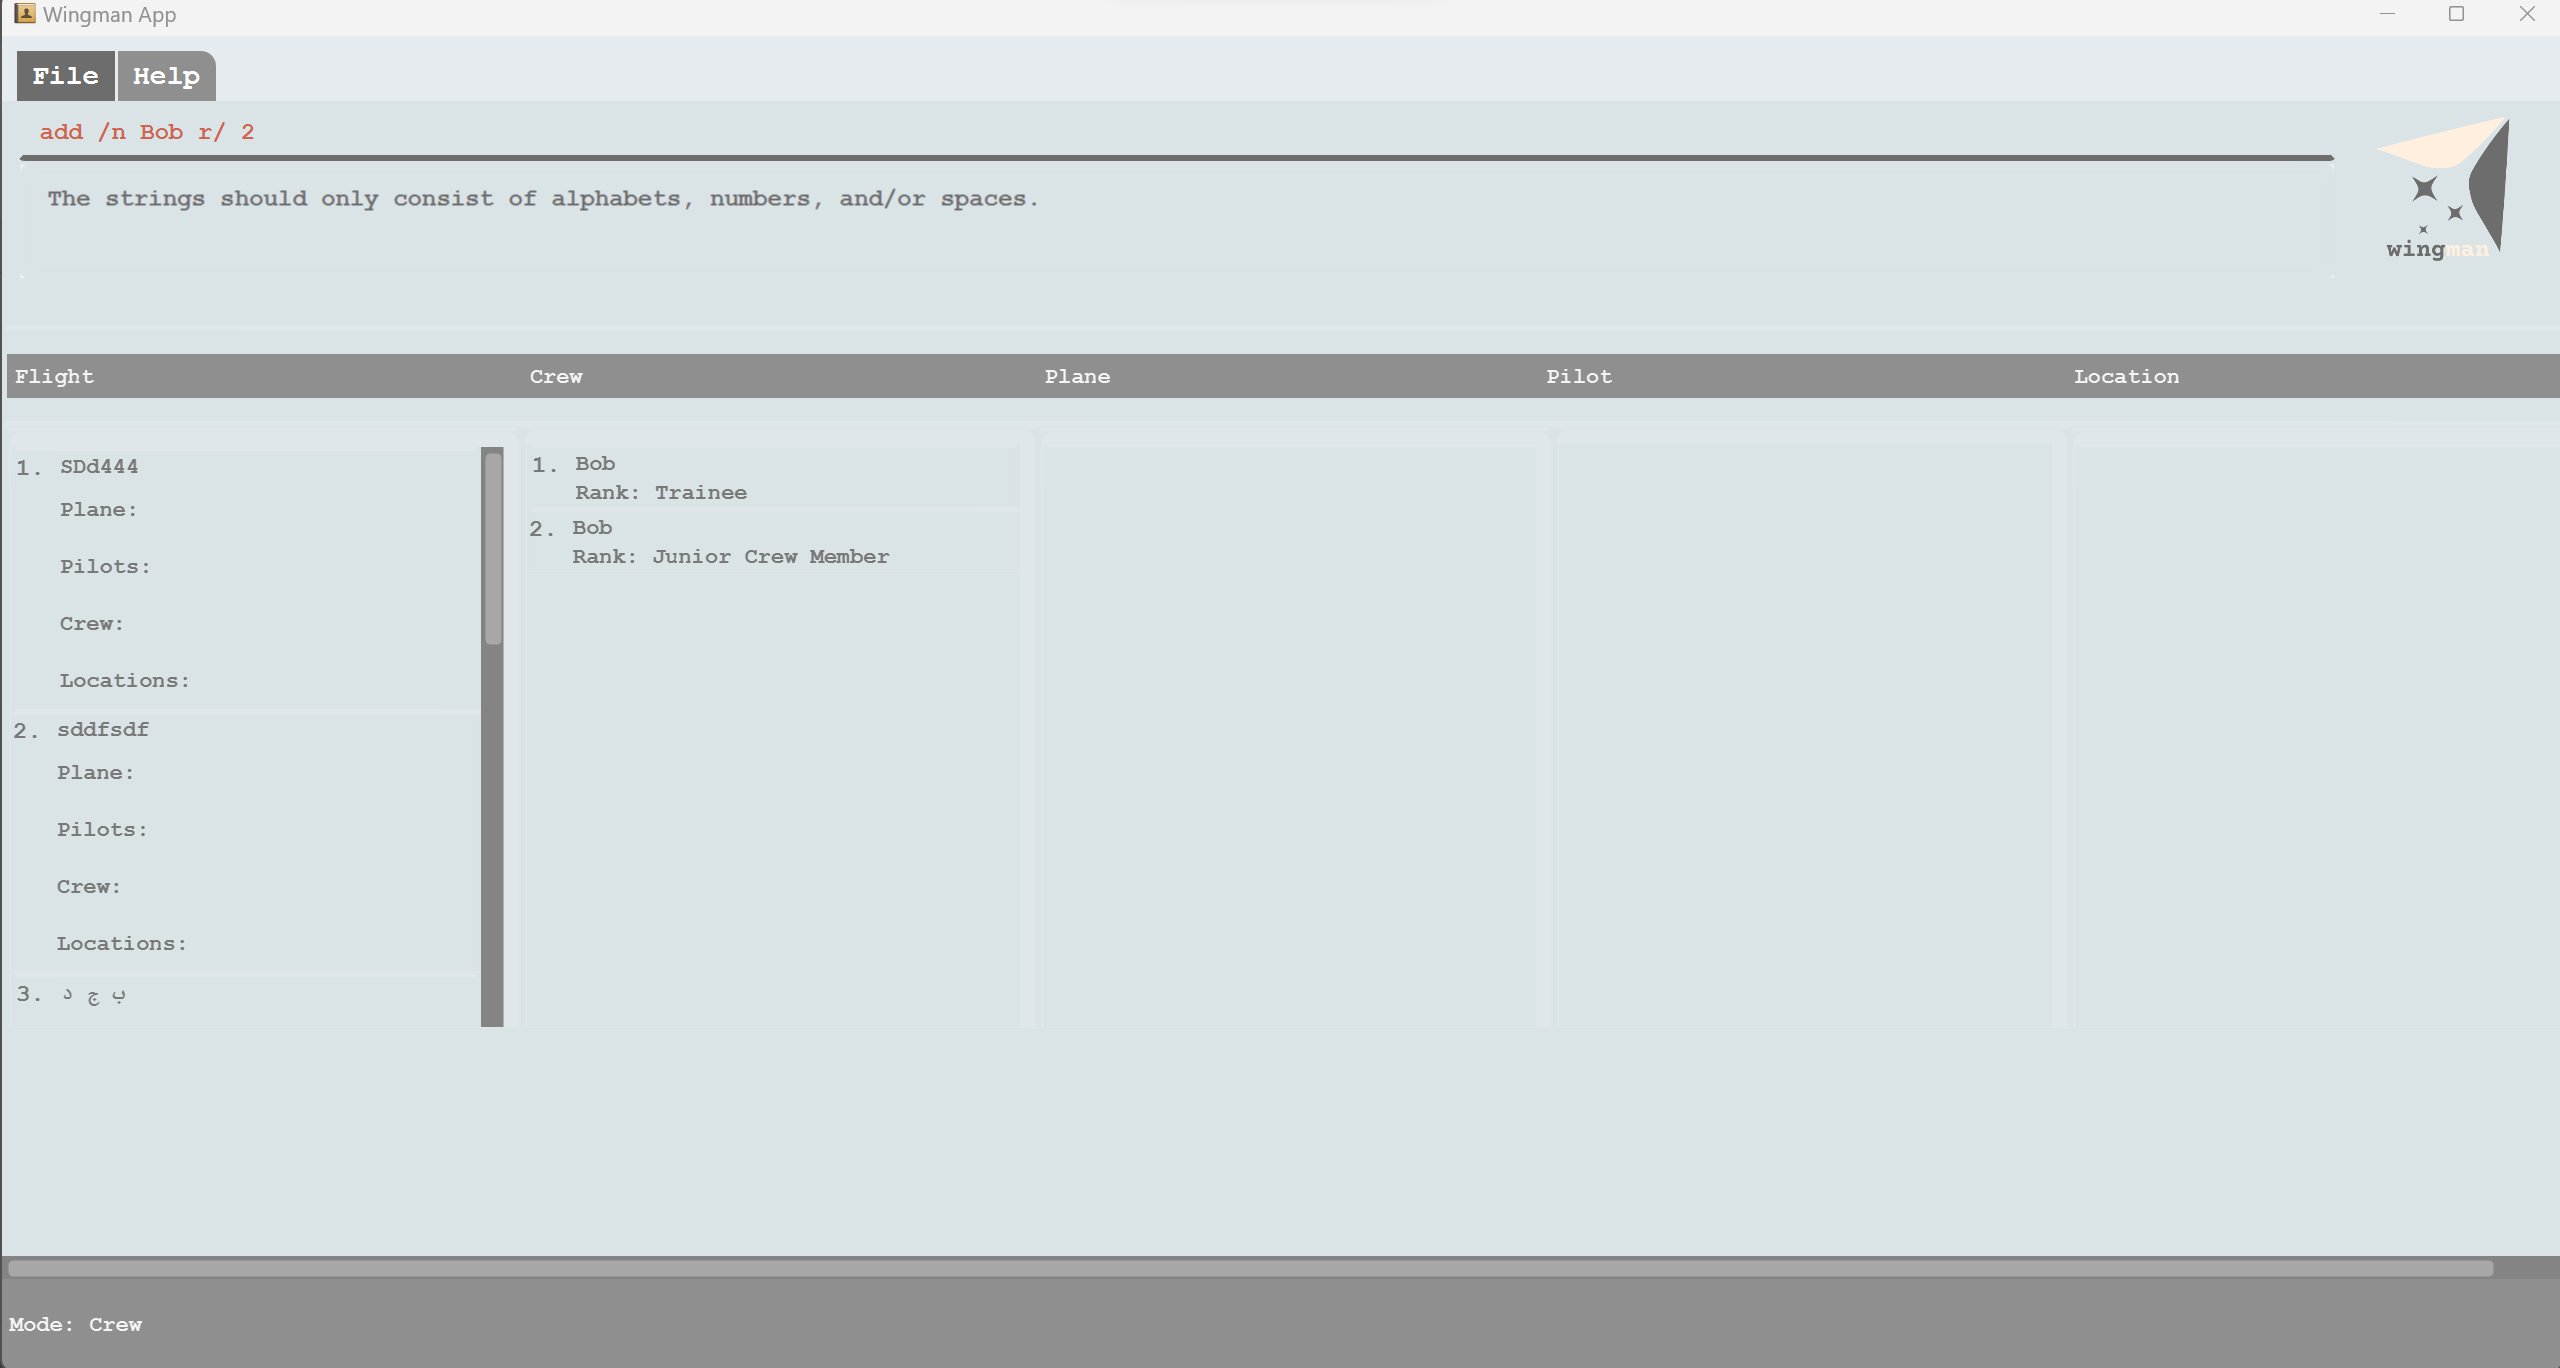 Wingman App
File Help
add /n Bob r/ 2
The strings should only consist of alphabets, numbers, and/or spaces.
wingman
Flight Crew Plane Pilot Location
1. SDd444
Plane:
Pilots:
Crew:
Locations:
2. sddfsdf
Plane:
Pilots:
Crew:
Locations:
3. ب ج د
1. Bob
Rank: Trainee
2. Bob
Rank: Junior Crew Member
Mode: Crew